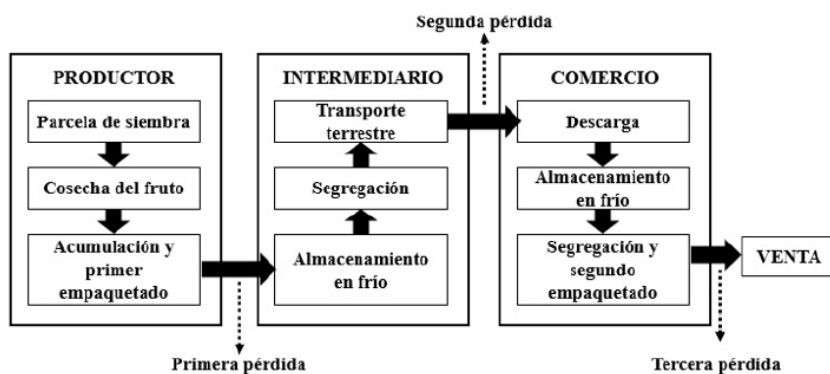 Segunda pérdida
PRODUCTOR
Parcela de siembra
Cosecha del fruto
Acumulación y
primer
empaquetado
Primera pérdida
INTERMEDIARIO
Transporte
terrestre
Segregación
Almacenamiento
en frío
COMERCIO
Descarga
Almacenamiento
en frío
Segregación y
segundo
empaquetado
VENTA
Tercera pérdida